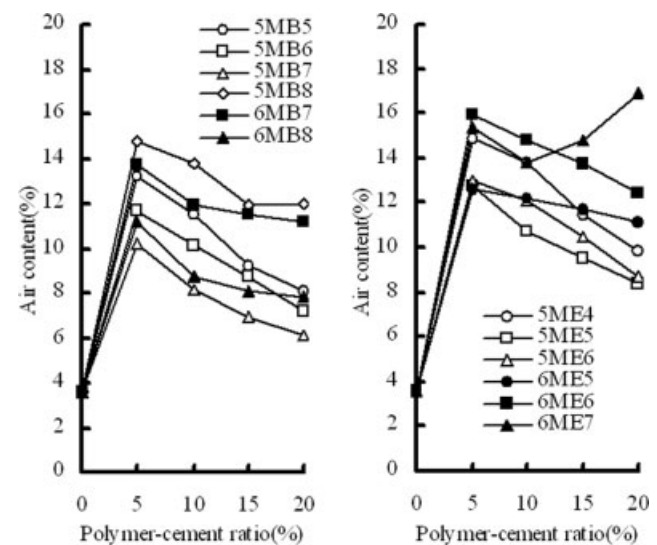 20
18
16
14
12
10
8
6
4
2
0
Air content(%)
5MB5
5MB6
5MB7
5MB8
6MB7
6MB8
0 5 10 15 20
Polymer-cement ratio(%)
20
18
16
14
12
10
8
6
4
2
0
Air content(%)
5ME4
5ME5
5ME6
6ME5
6ME6
6ME7
0 5 10 15 20
Polymer-cement ratio(%)